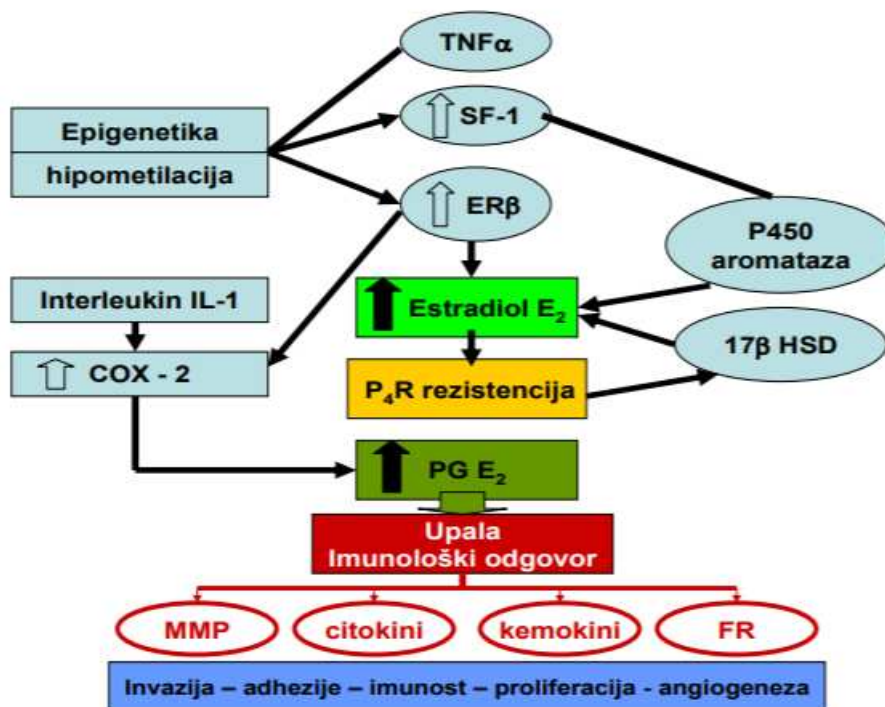 TNFα
SF-1
Epigenetika
hipometilacija
ERβ
P450
aromataza
Interleukin IL-1
Estradiol E₂
17β HSD
COX - 2
P₄R rezistencija
PG E₂
Upala
Imunološki odgovor
MMP
citokini
kemokini
FR
Invazija – adhezije – imunost – proliferacija - angiogeneza